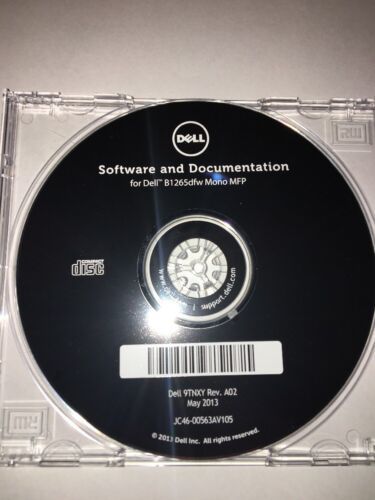 DELL
Software and Documentation
for Dell™ B1265dfw Mono MFP
COMPACT
disc
support.dell.com
Dell 9TNXY Rev. A02
May 2013
JC46-00563AV105
© 2013 Dell Inc. All rights reserved.
RW